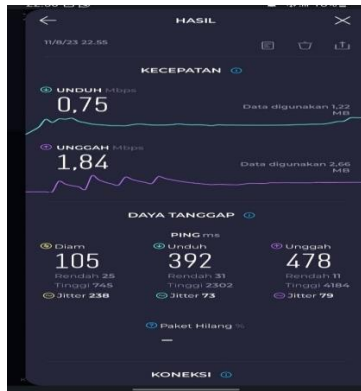 HASIL
11/8/23 22.55
KECEPATAN
UNDUH Mbps
0,75
Data digunakan 1,22
MB
UNGGAH Mbps
1,84
Data digunakan 2,66
MB
DAYA TANGGAP
PING ms
Diam Unduh Unggah
105 392 478
Rendah 25 Rendah 31 Rendah 11
Tinggi 745 Tinggi 2302 Tinggi 4184
Jitter 238 Jitter 73 Jitter 79
Paket Hilang %
—
KONEKSI